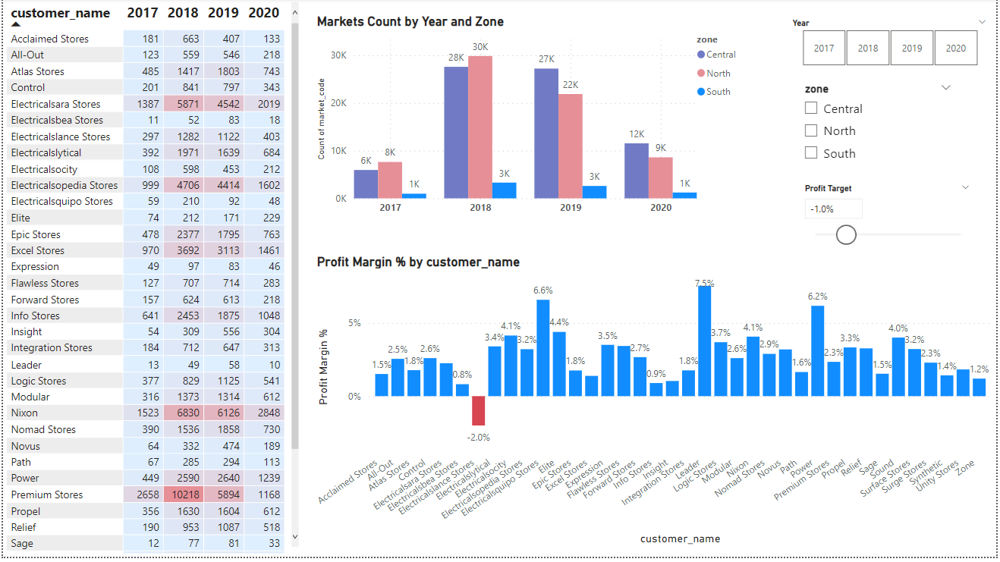 customer_name 2017 2018 2019 2020
Acclaimed Stores 181 663 407 133
All-Out 123 559 546 218
Atlas Stores 485 1417 1803 743
Control 201 841 797 343
Electricalsara Stores 1387 5871 4542 2019
Electricalsbea Stores 11 52 83 18
Electricalslance Stores 297 1282 1122 403
Electricalslytical 392 1971 1639 684
Electricalsocity 108 598 453 212
Electricalsopedia Stores 999 4706 4414 1602
Electricalsquipo Stores 59 210 92 48
Elite 74 212 171 229
Epic Stores 478 2377 1795 763
Excel Stores 970 3692 3113 1461
Expression 49 97 83 46
Flawless Stores 127 707 714 283
Forward Stores 157 624 613 218
Info Stores 641 2453 1875 1048
Insight 54 309 556 304
Integration Stores 184 712 647 313
Leader 13 49 58 10
Logic Stores 377 829 1125 541
Modular 316 1373 1314 612
Nixon 1523 6830 6126 2848
Nomad Stores 390 1536 1858 730
Novus 64 332 474 189
Path 67 285 294 113
Power 449 2590 2640 1239
Premium Stores 2658 10218 5894 1168
Propel 356 1630 1604 612
Relief 190 953 1087 518
Sage 12 77 81 33
Markets Count by Year and Zone
Count of market_code
30K
20K
10K
0K
6K 8K 1K
28K 30K 3K
27K 22K 3K
12K 9K 1K
2017 2018 2019 2020
zone
Central
North
South
Year
2017 2018 2019 2020
zone
Central
North
South
Profit Target
-1.0%
Profit Margin % by customer_name
Profit Margin %
5%
0%
1.5% 2.5% 1.8% 2.6% 0.8% -2.0% 3.4% 4.1% 3.2% 6.6% 4.4% 1.8% 3.5% 2.7% 0.9% 1.8% 7.5% 3.7% 2.6% 4.1% 2.9% 1.6% 6.2% 2.3% 3.3% 1.5% 4.0% 3.2% 2.3% 1.4% 1.2%
Acclaimed Stores
All-Out
Atlas Stores
Control
Electricalsara Stores
Electricalsbea Stores
Electricalslance Stores
Electricalslytical
Electricalsocity
Electricalsopedia Stores
Electricalsquipo Stores
Elite
Epic Stores
Excel Stores
Expression
Flawless Stores
Forward Stores
Info Stores
Insight
Integration Stores
Leader
Logic Stores
Modular
Nixon
Nomad Stores
Novus
Path
Power
Premium Stores
Propel
Relief
Sage
Sound
Surface Stores
Surge Stores
Synthetic
Unity Stores
Zone
customer_name